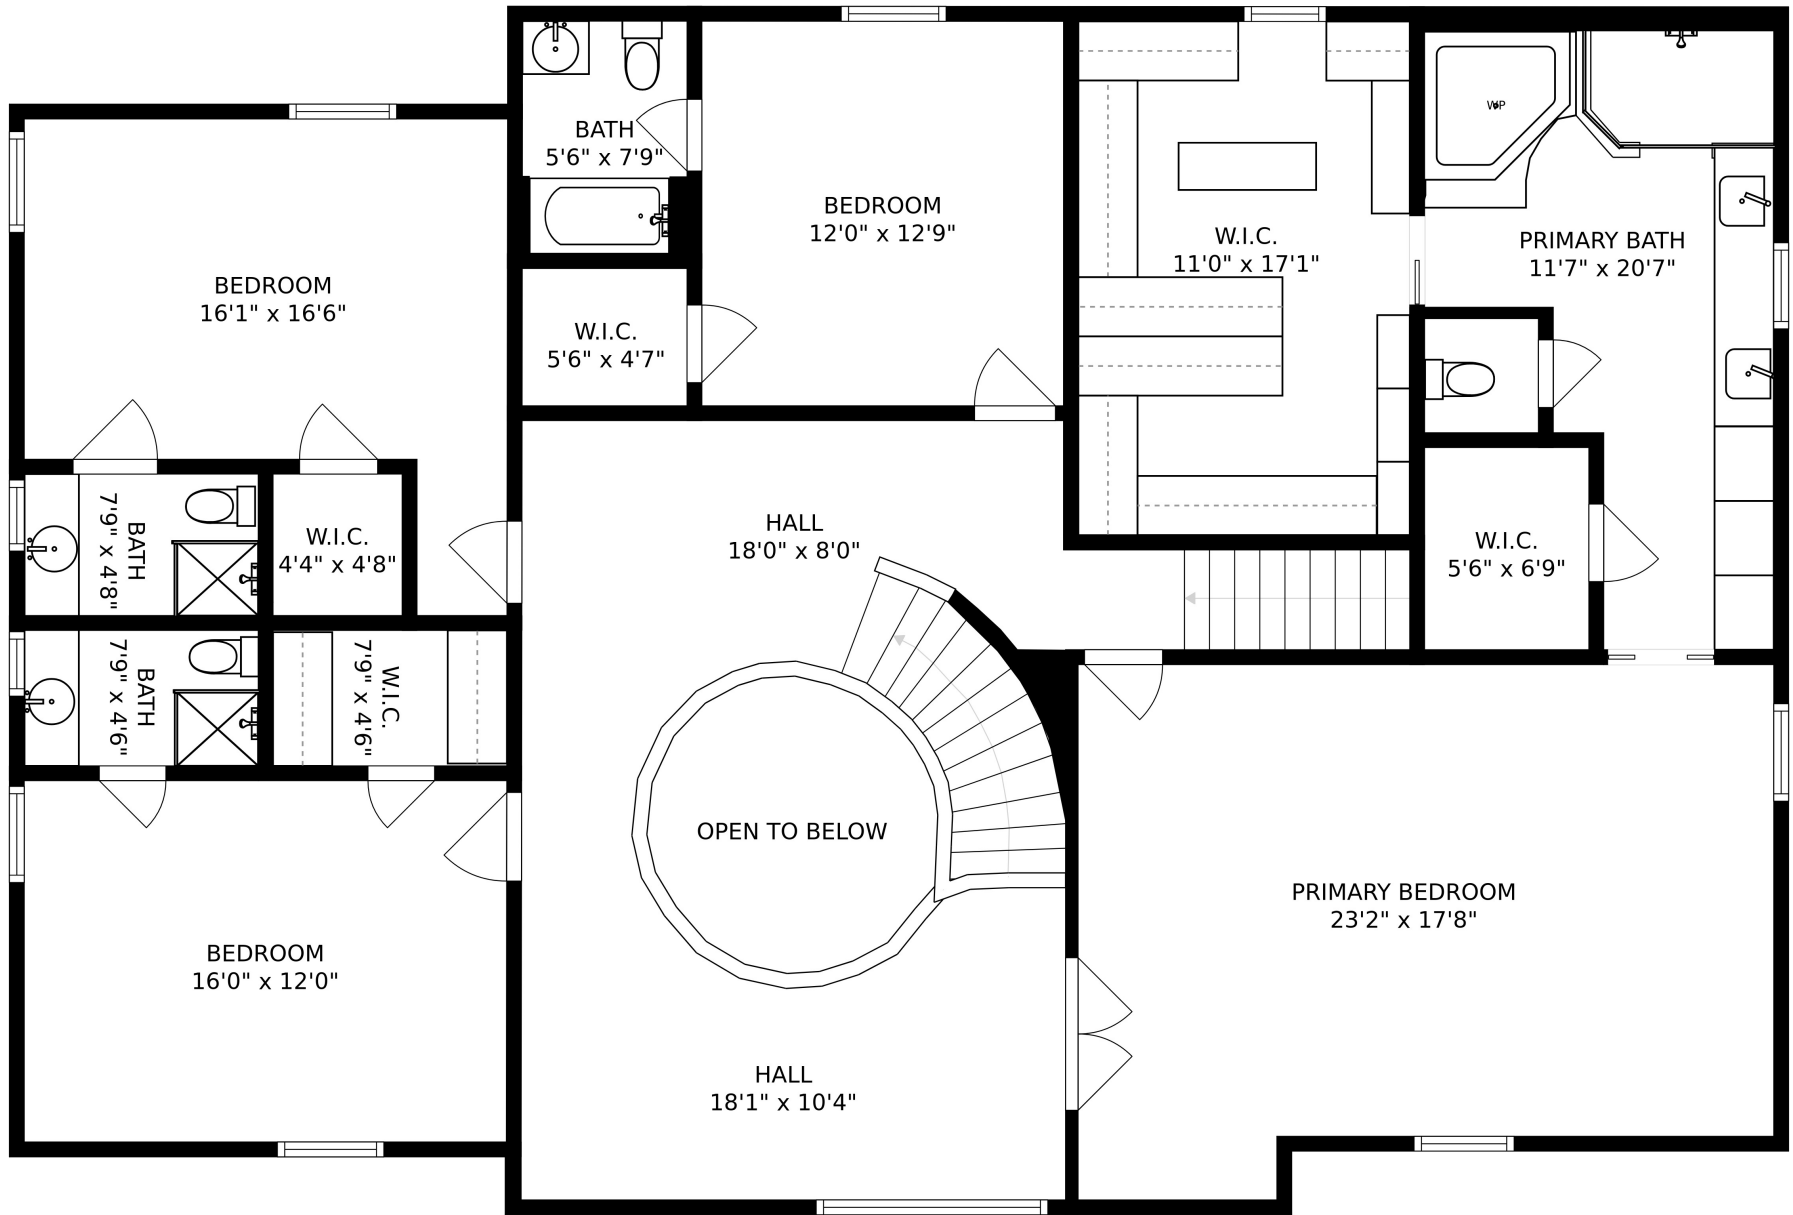 BATH
5'6" x 7'9"
WP
BEDROOM
12'0" x 12'9"
W.I.C.
11'0" x 17'1"
PRIMARY BATH
11'7" x 20'7"
BEDROOM
16'1" x 16'6"
W.I.C.
5'6" x 4'7"
HALL
18'0" x 8'0"
W.I.C.
4'4" x 4'8"
BATH
7'9" x 4'8"
W.I.C.
5'6" x 6'9"
BATH
7'9" x 4'6"
W.I.C.
7'9" x 4'6"
OPEN TO BELOW
PRIMARY BEDROOM
23'2" x 17'8"
BEDROOM
16'0" x 12'0"
HALL
18'1" x 10'4"